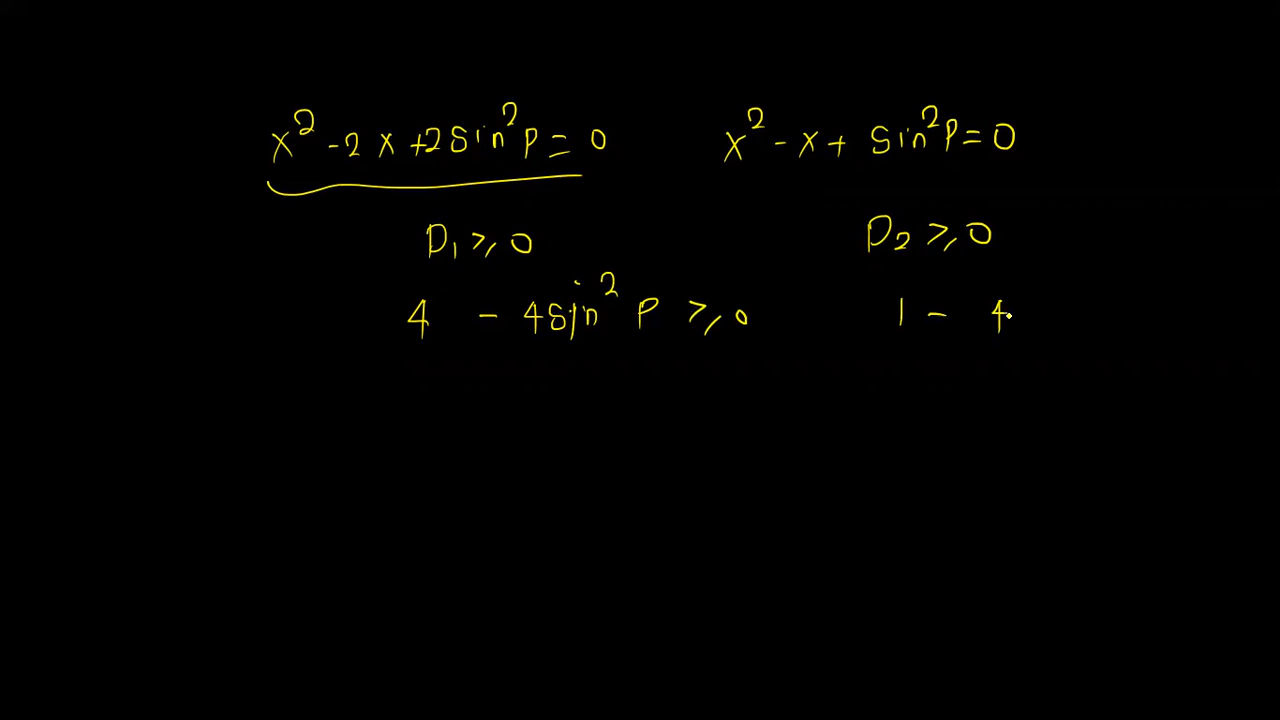 x² - 2x + 2sin²P = 0
x² - x + sin²P = 0
D₁ ≥ 0
D₂ ≥ 0
4 - 4sin²P ≥ 0
1 - 4